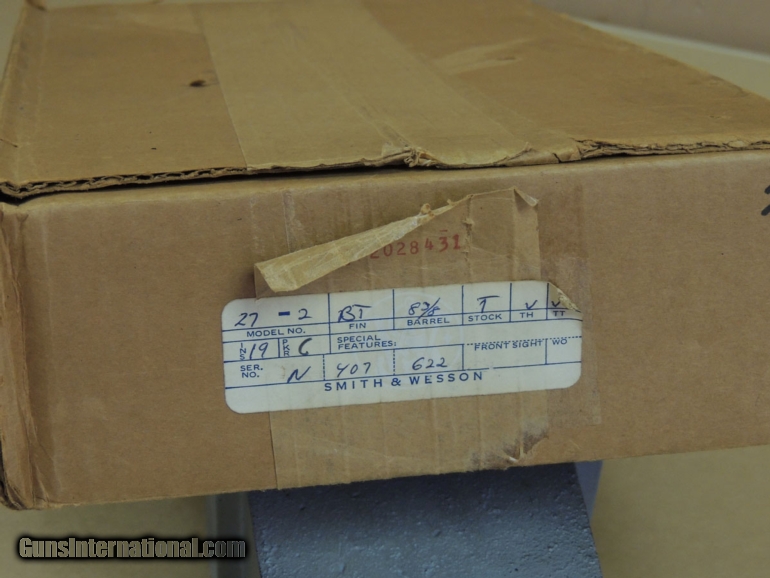 2028431
27 - 2 BT 8 3/8 T V V
MODEL NO. FIN BARREL STOCK TH TT
INS 19 PKR C SPECIAL FEATURES: FRONT SIGHT WO
SER. NO. N 407 622
SMITH & WESSON
GunsInternational.com